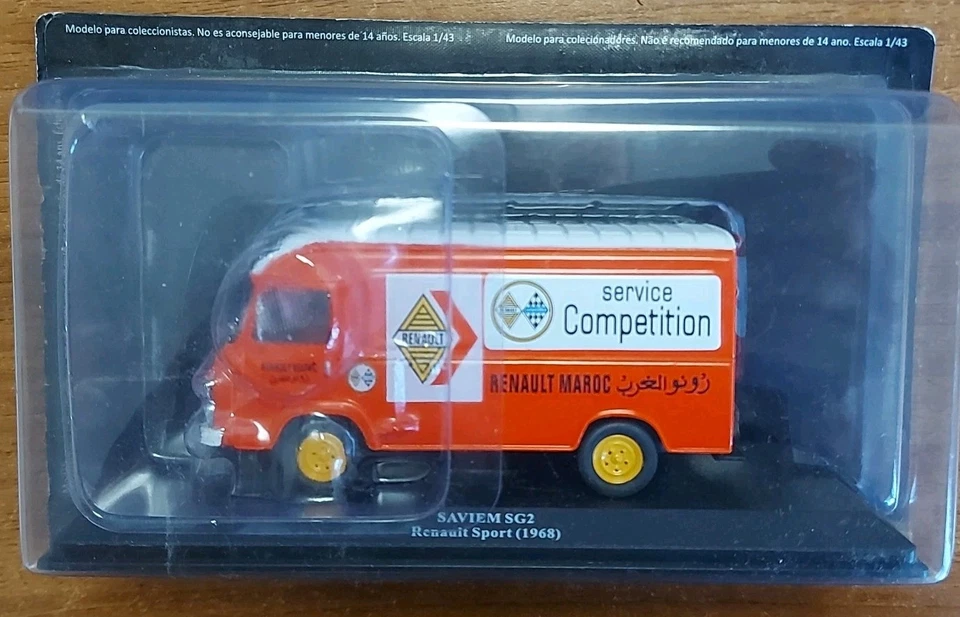 Modelo para coleccionistas. No es aconsejable para menores de 14 años. Escala 1/43
Modelo para colecionadores. Não é recomendado para menores de 14 ano. Escala 1/43
RENAULT
service
Competition
RENAULT MAROC رونو الغرب
SAVIEM SG2
Renault Sport (1968)